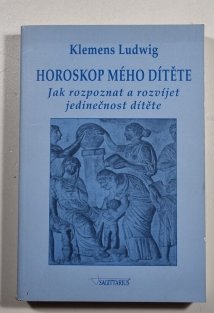 Klemens Ludwig
HOROSKOP MÉHO DÍTĚTE
Jak rozpoznat a rozvíjet
jedinečnost dítěte
SAGITTARIUS